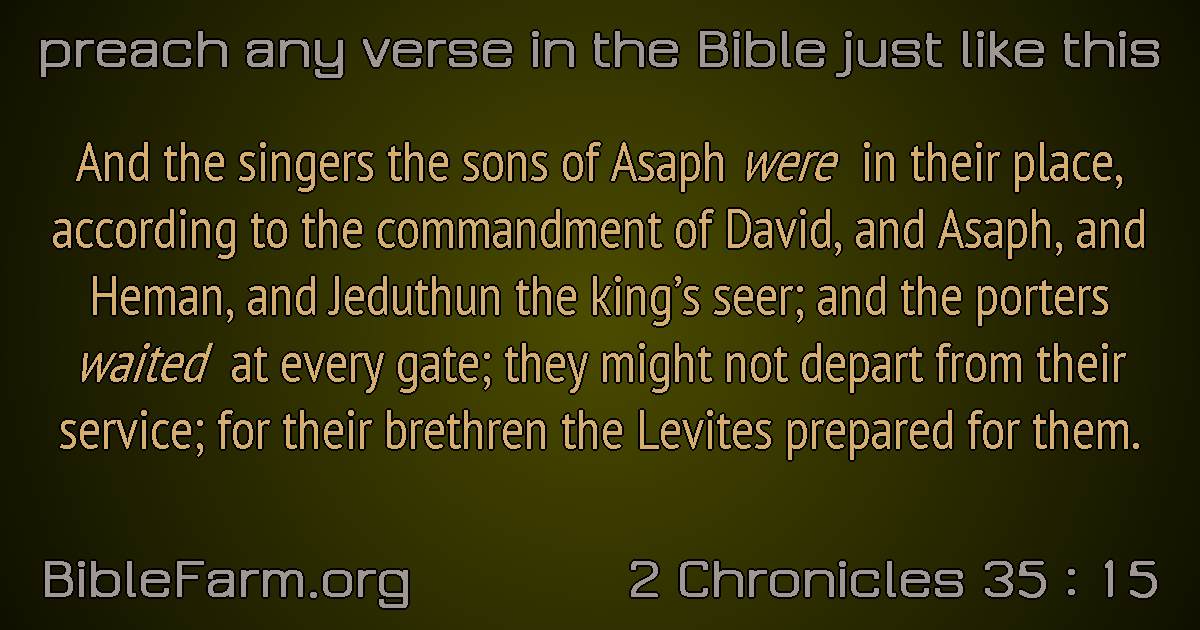 preach any verse in the Bible just like this
And the singers the sons of Asaph were in their place,
according to the commandment of David, and Asaph, and
Heman, and Jeduthun the king’s seer; and the porters
waited at every gate; they might not depart from their
service; for their brethren the Levites prepared for them.
BibleFarm.org
2 Chronicles 35 : 15